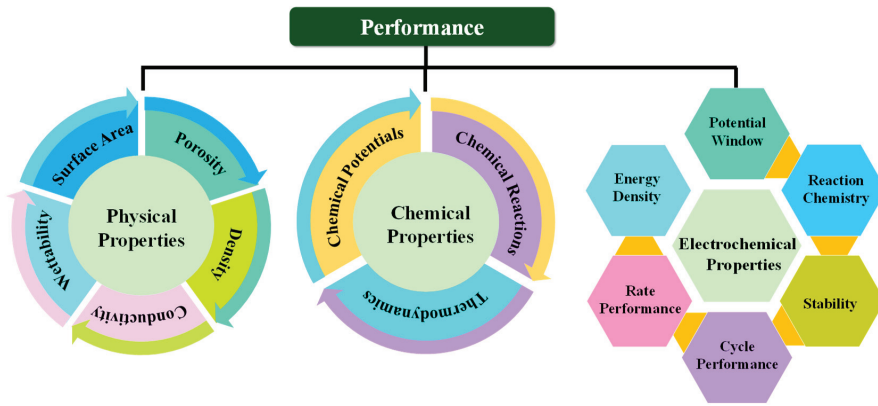 Performance
Surface Area
Porosity
Density
Conductivity
Wettability
Physical
Properties
Chemical Potentials
Chemical Reactions
Thermodynamics
Chemical
Properties
Potential
Window
Reaction
Chemistry
Stability
Cycle
Performance
Rate
Performance
Energy
Density
Electrochemical
Properties